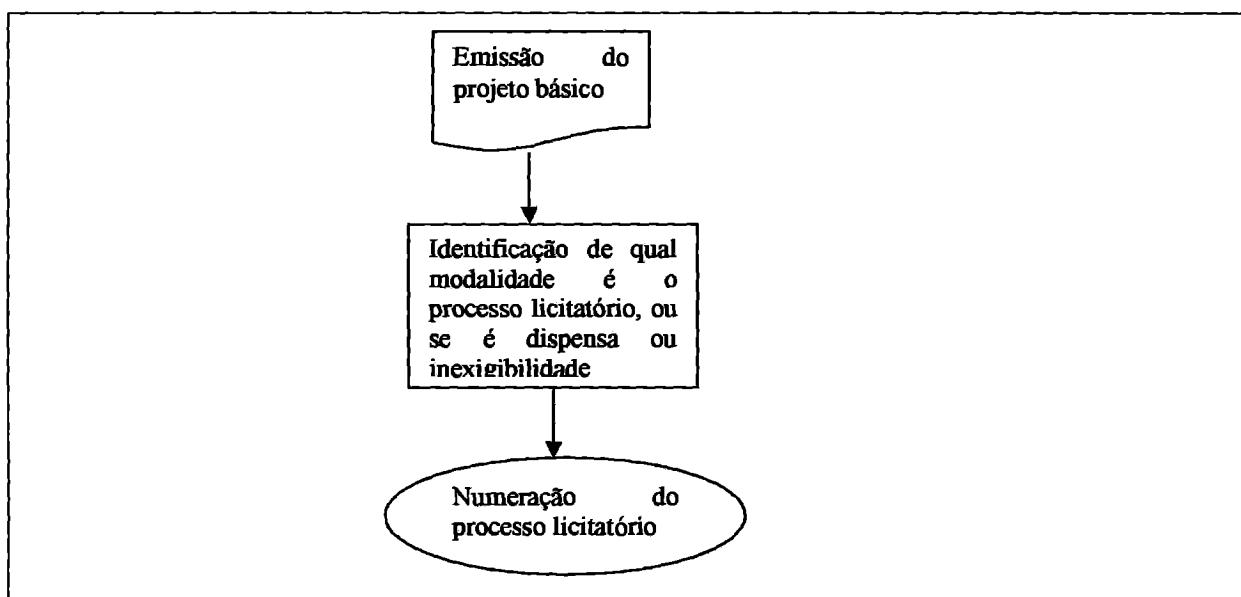 Emissão do
projeto básico
Identificação de qual
modalidade é o
processo licitatório, ou
se é dispensa ou
inexigibilidade
Numeração do
processo licitatório